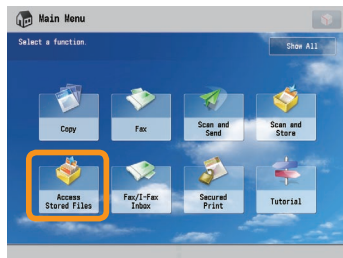 Main Menu
Select a function.
Show All
Copy
Fax
Scan and
Send
Scan and
Store
Access
Stored Files
Fax/I-Fax
Inbox
Secured
Print
Tutorial